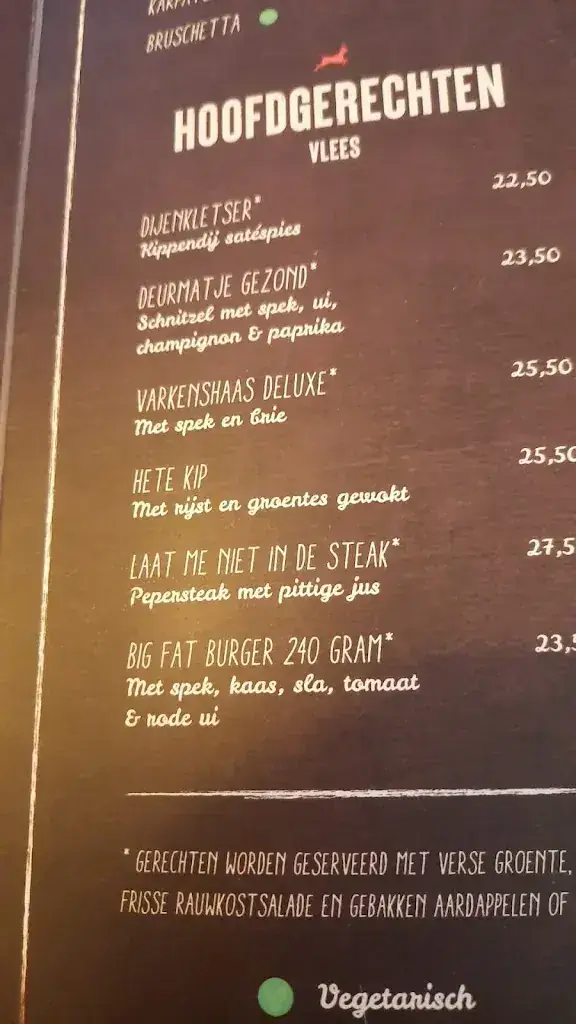 BRUSCHETTA
HOOFDGERECHTEN
VLEES
DIJENKLETSER* 22,50
Kippendij satéspies
DEURMATJE GEZOND* 23,50
Schnitzel met spek, ui,
champignon & paprika
VARKENSHAAS DELUXE* 25,50
Met spek en brie
HETE KIP 25,50
Met rijst en groentes gewokt
LAAT ME NIET IN DE STEAK* 27,5
Pepersteak met pittige jus
BIG FAT BURGER 240 GRAM* 23,
Met spek, kaas, sla, tomaat
& rode ui
* GERECHTEN WORDEN GESERVEERD MET VERSE GROENTE,
FRISSE RAUWKOSTSALADE EN GEBAKKEN AARDAPPELEN OF
Vegetarisch